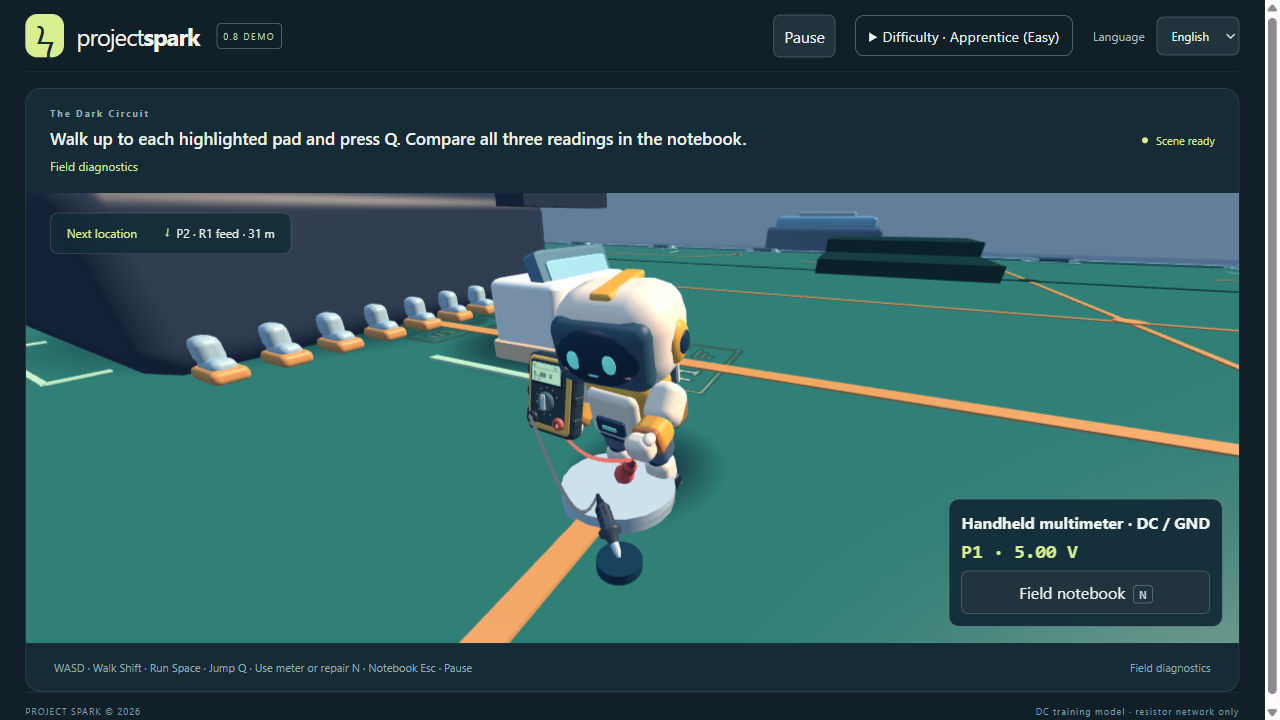 projectspark
0.8 DEMO
Pause
▶ Difficulty · Apprentice (Easy)
Language
English
The Dark Circuit
Walk up to each highlighted pad and press Q. Compare all three readings in the notebook.
Field diagnostics
Scene ready
Next location
P2 · R1 feed · 31 m
5.00 V
Handheld multimeter · DC / GND
P1 · 5.00 V
Field notebook N
WASD · Walk Shift · Run Space · Jump Q · Use meter or repair N · Notebook Esc · Pause
Field diagnostics
PROJECT SPARK © 2026
DC training model · resistor network only